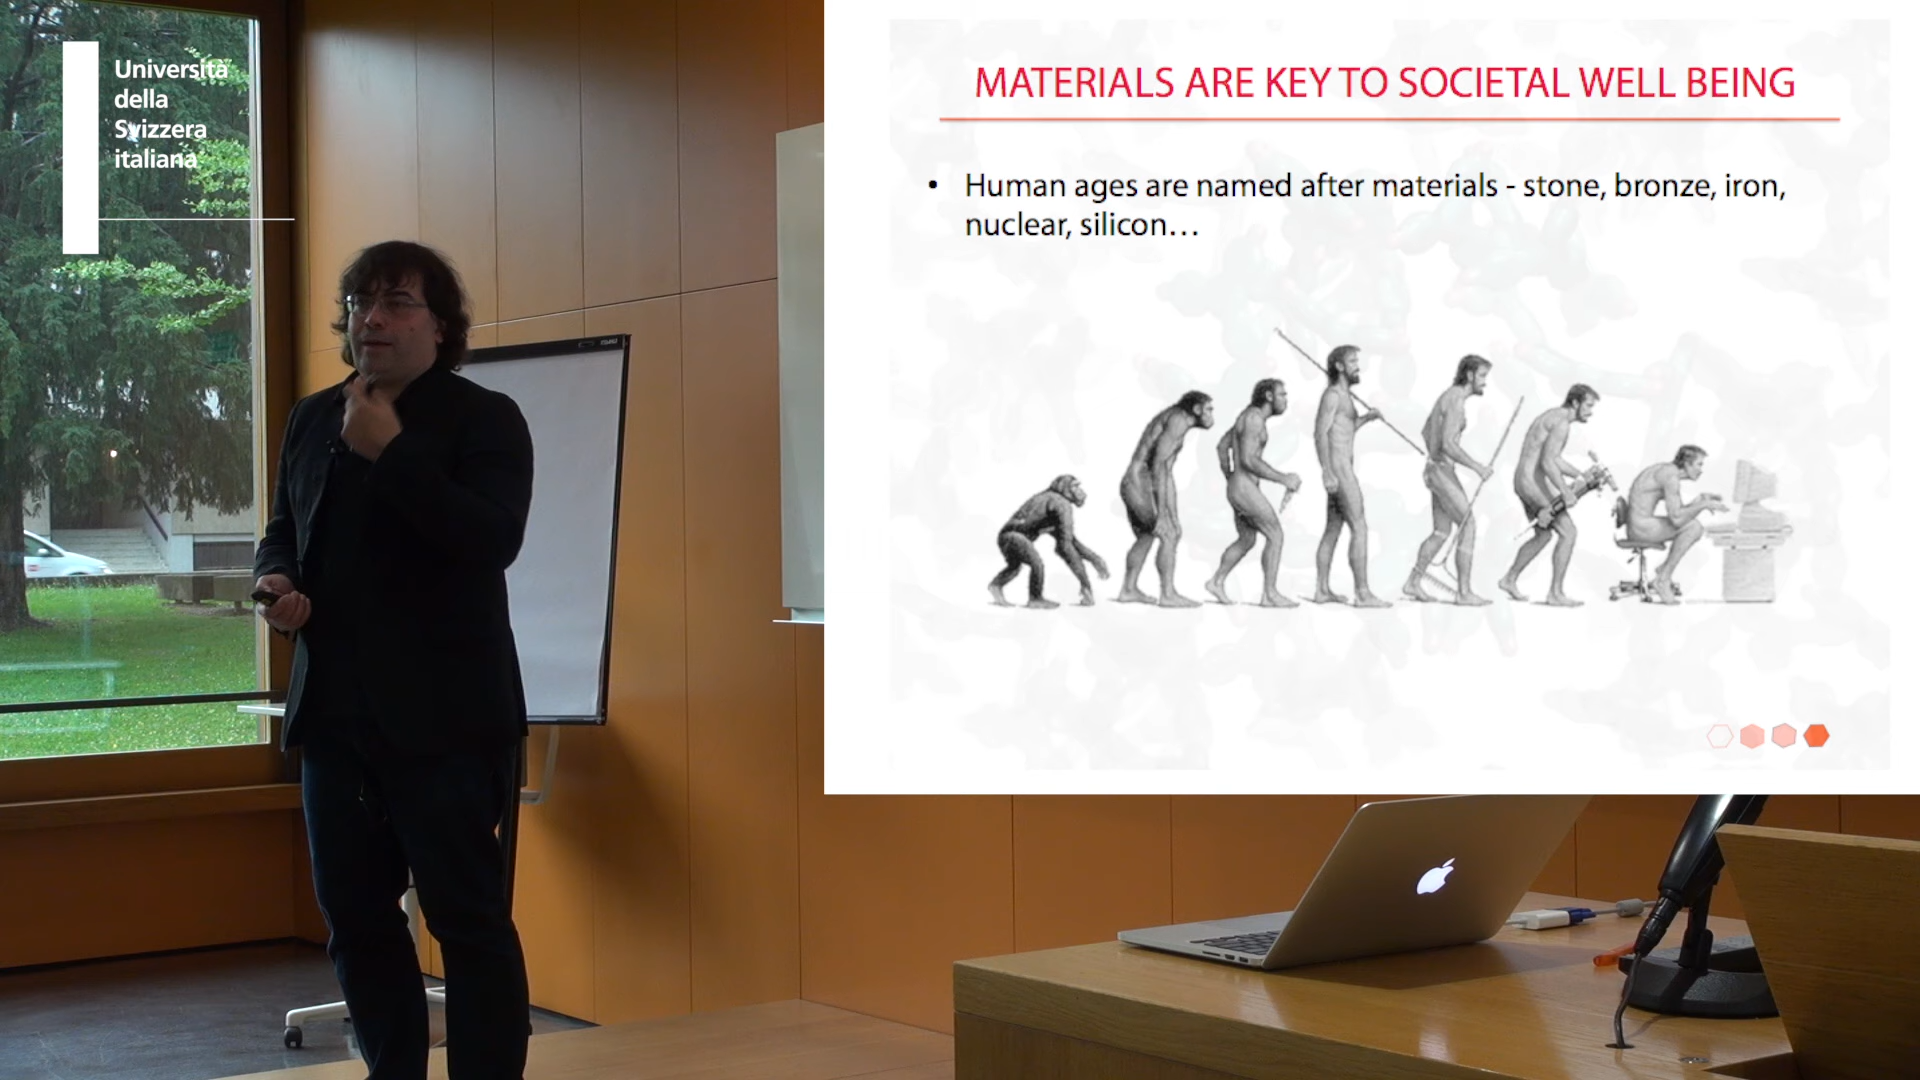 Università
della
Svizzera
italiana
MATERIALS ARE KEY TO SOCIETAL WELL BEING
• Human ages are named after materials - stone, bronze, iron,
nuclear, silicon...